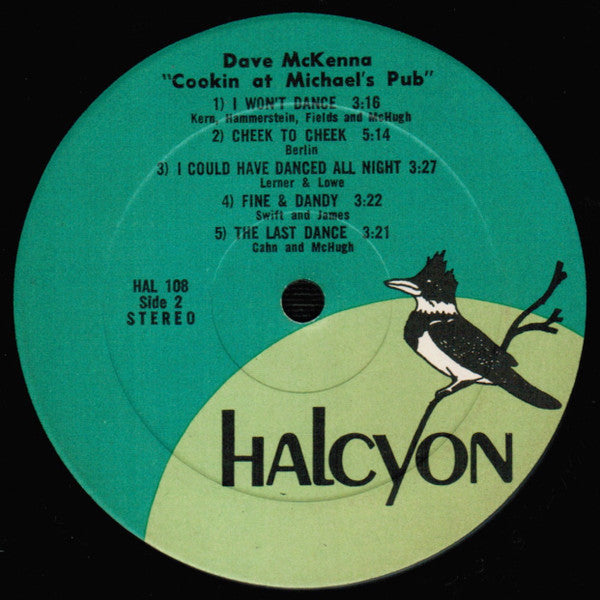 Dave McKenna
"Cookin at Michael's Pub"
1) I WON'T DANCE 3:16
Kern, Hammerstein, Fields and McHugh
2) CHEEK TO CHEEK 5:14
Berlin
3) I COULD HAVE DANCED ALL NIGHT 3:27
Lerner & Lowe
4) FINE & DANDY 3:22
Swift and James
5) THE LAST DANCE 3:21
Cahn and McHugh
HAL 108
Side 2
STEREO
HALCYON